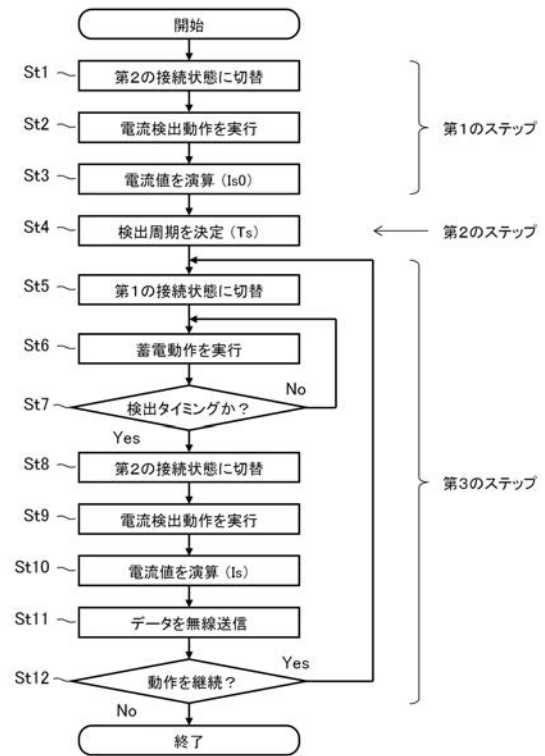 開始
St1 第2の接続状態に切替
St2 電流検出動作を実行
第1のステップ
St3 電流値を演算(Is0)
St4 検出周期を決定(Ts)
第2のステップ
St5 第1の接続状態に切替
St6 蓄電動作を実行
No
St7 検出タイミングか?
Yes
St8 第2の接続状態に切替
第3のステップ
St9 電流検出動作を実行
St10 電流値を演算(Is)
St11 データを無線送信
Yes
St12 動作を継続?
No
終了